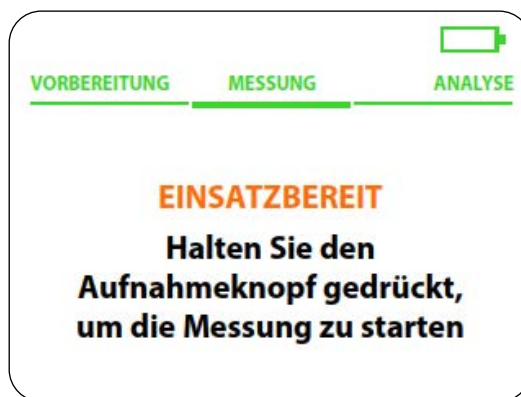 VORBEREITUNG MESSUNG ANALYSE
EINSATZBEREIT
Halten Sie den
Aufnahmeknopf gedrückt,
um die Messung zu starten